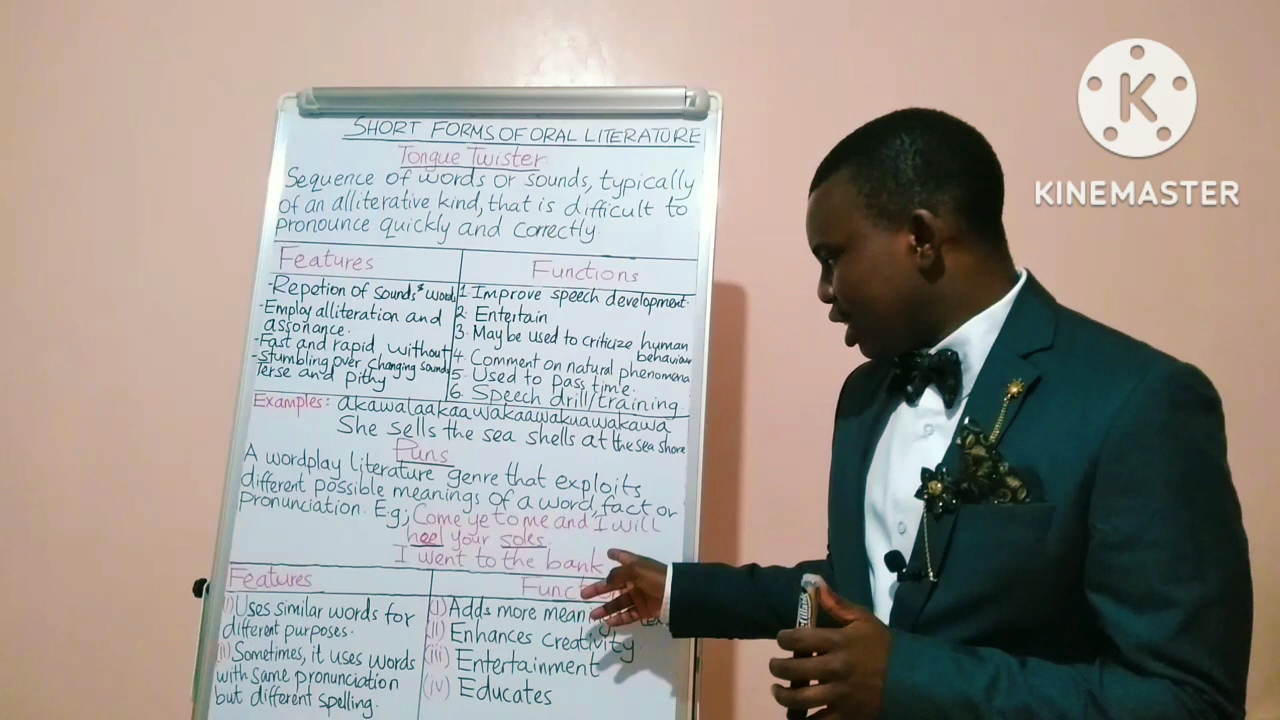 SHORT FORMS OF ORAL LITERATURE
Tongue Twister
Sequence of words or sounds, typically
of an alliterative kind, that is difficult to
pronounce quickly and correctly
Features
- Repetion of sounds & words
- Employ alliteration and
assonance.
- Fast and rapid without
- stumbling over changing sounds
Terse and Pithy
Functions
1. Improve speech development.
2. Entertain
3. May be used to criticize human
behaviour
4. Comment on natural phenomena
5. Used to pass time.
6. Speech drill/training
Examples: akawalaakaawakaawakuawakawa
She sells the sea shells at the sea shore
Puns
A wordplay literature genre that exploits
different possible meanings of a word, fact or
pronunciation. E.g; Come ye to me and I will
heel your soles.
I went to the bank
Features
(i) Uses similar words for
different purposes.
(ii) Sometimes, it uses words
with same pronunciation
but different spelling.
(i) Adds more
(ii) Enhances creativity.
(iii) Entertainment
(iv) Educates
K
KINEMASTER